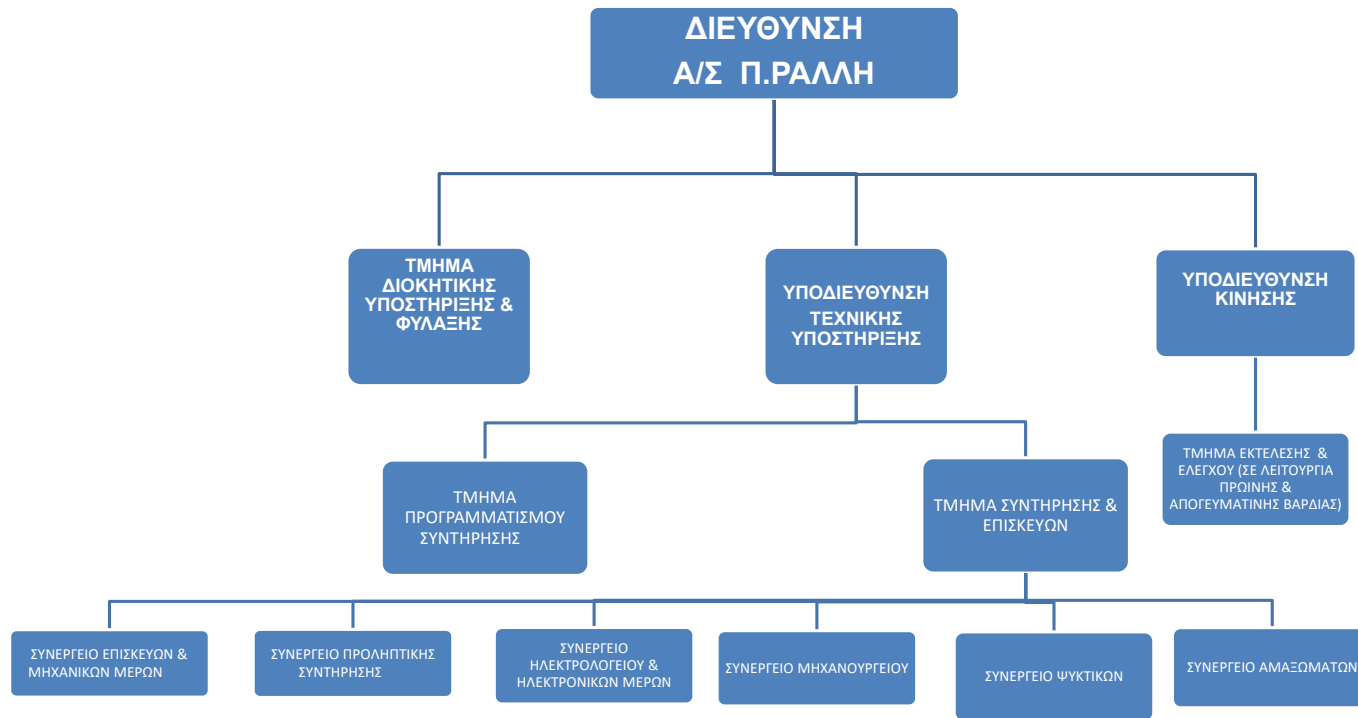 ΔΙΕΥΘΥΝΣΗ
Α/Σ Π.ΡΑΛΛΗ
ΤΜΗΜΑ
ΔΙΟΚΗΤΙΚΗΣ
ΥΠΟΣΤΗΡΙΞΗΣ &
ΦΥΛΑΞΗΣ
ΥΠΟΔΙΕΥΘΥΝΣΗ
ΤΕΧΝΙΚΗΣ
ΥΠΟΣΤΗΡΙΞΗΣ
ΥΠΟΔΙΕΥΘΥΝΣΗ
ΚΙΝΗΣΗΣ
ΤΜΗΜΑ
ΠΡΟΓΡΑΜΜΑΤΙΣΜΟΥ
ΣΥΝΤΗΡΗΣΗΣ
ΤΜΗΜΑ ΣΥΝΤΗΡΗΣΗΣ &
ΕΠΙΣΚΕΥΩΝ
ΤΜΗΜΑ ΕΚΤΕΛΕΣΗΣ &
ΕΛΕΓΧΟΥ (ΣΕ ΛΕΙΤΟΥΡΓΙΑ
ΠΡΩΙΝΗΣ &
ΑΠΟΓΕΥΜΑΤΙΝΗΣ ΒΑΡΔΙΑΣ)
ΣΥΝΕΡΓΕΙΟ ΕΠΙΣΚΕΥΩΝ &
ΜΗΧΑΝΙΚΩΝ ΜΕΡΩΝ
ΣΥΝΕΡΓΕΙΟ ΠΡΟΛΗΠΤΙΚΗΣ
ΣΥΝΤΗΡΗΣΗΣ
ΣΥΝΕΡΓΕΙΟ
ΗΛΕΚΤΡΟΛΟΓΕΙΟΥ &
ΗΛΕΚΤΡΟΝΙΚΩΝ ΜΕΡΩΝ
ΣΥΝΕΡΓΕΙΟ ΜΗΧΑΝΟΥΡΓΕΙΟΥ
ΣΥΝΕΡΓΕΙΟ ΨΥΚΤΙΚΩΝ
ΣΥΝΕΡΓΕΙΟ ΑΜΑΞΩΜΑΤΩΝ